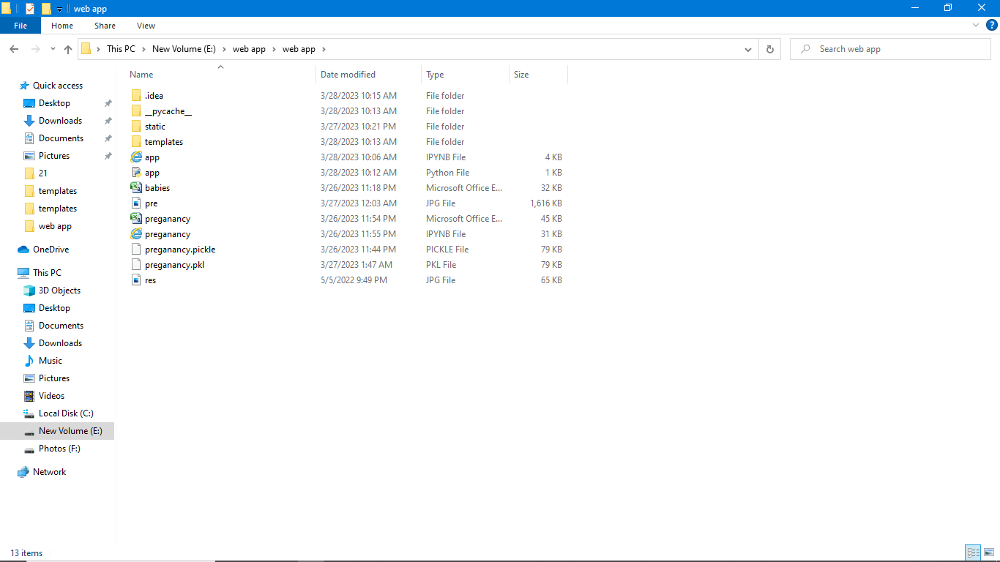 web app
File Home Share View
This PC New Volume (E:) web app web app Search web app
Name Date modified Type Size
Quick access
Desktop
Downloads
Documents
Pictures
21
templates
templates
web app
OneDrive
This PC
3D Objects
Desktop
Documents
Downloads
Music
Pictures
Videos
Local Disk (C:)
New Volume (E:)
Photos (F:)
Network
.idea 3/28/2023 10:15 AM File folder
__pycache__ 3/28/2023 10:13 AM File folder
static 3/27/2023 10:21 PM File folder
templates 3/28/2023 10:13 AM File folder
app 3/28/2023 10:06 AM IPYNB File 4 KB
app 3/28/2023 10:12 AM Python File 1 KB
babies 3/26/2023 11:18 PM Microsoft Office E... 32 KB
pre 3/27/2023 12:03 AM JPG File 1,616 KB
preganancy 3/26/2023 11:54 PM Microsoft Office E... 45 KB
preganancy 3/26/2023 11:55 PM IPYNB File 31 KB
preganancy.pickle 3/26/2023 11:44 PM PICKLE File 79 KB
preganancy.pkl 3/27/2023 1:47 AM PKL File 79 KB
res 5/5/2022 9:49 PM JPG File 65 KB
13 items